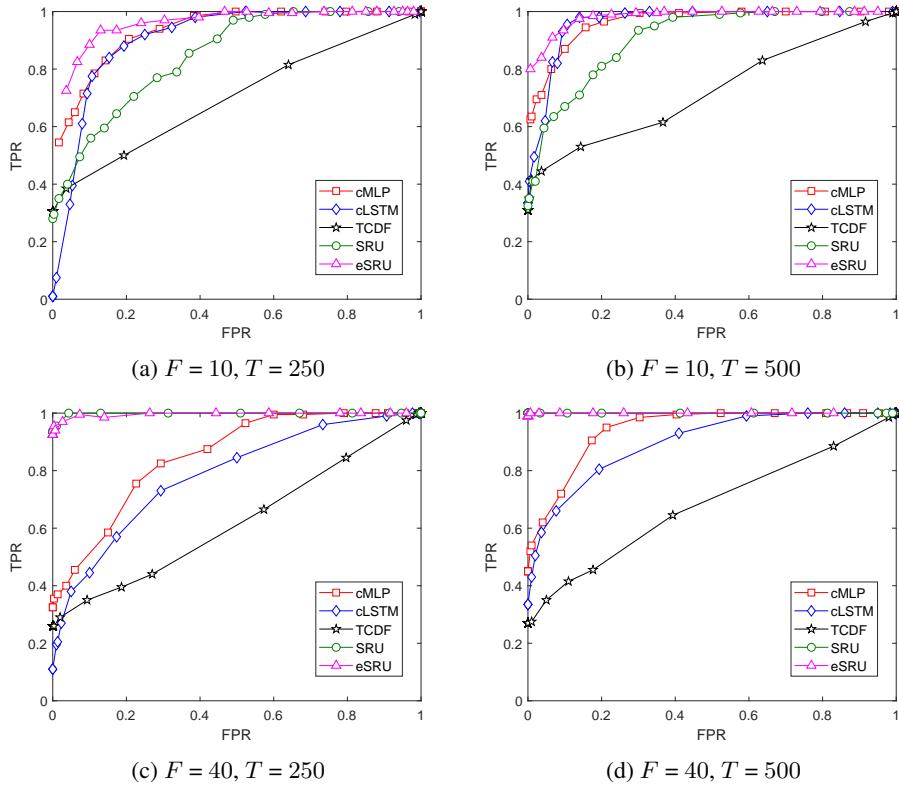 1
0.8
0.6
0.4
0.2
0
TPR
0 0.2 0.4 0.6 0.8 1
FPR
cMLP
cLSTM
TCDF
SRU
eSRU
(a) F = 10, T = 250
1
0.8
0.6
0.4
0.2
0
TPR
0 0.2 0.4 0.6 0.8 1
FPR
cMLP
cLSTM
TCDF
SRU
eSRU
(b) F = 10, T = 500
1
0.8
0.6
0.4
0.2
0
TPR
0 0.2 0.4 0.6 0.8 1
FPR
cMLP
cLSTM
TCDF
SRU
eSRU
(c) F = 40, T = 250
1
0.8
0.6
0.4
0.2
0
TPR
0 0.2 0.4 0.6 0.8 1
FPR
cMLP
cLSTM
TCDF
SRU
eSRU
(d) F = 40, T = 500